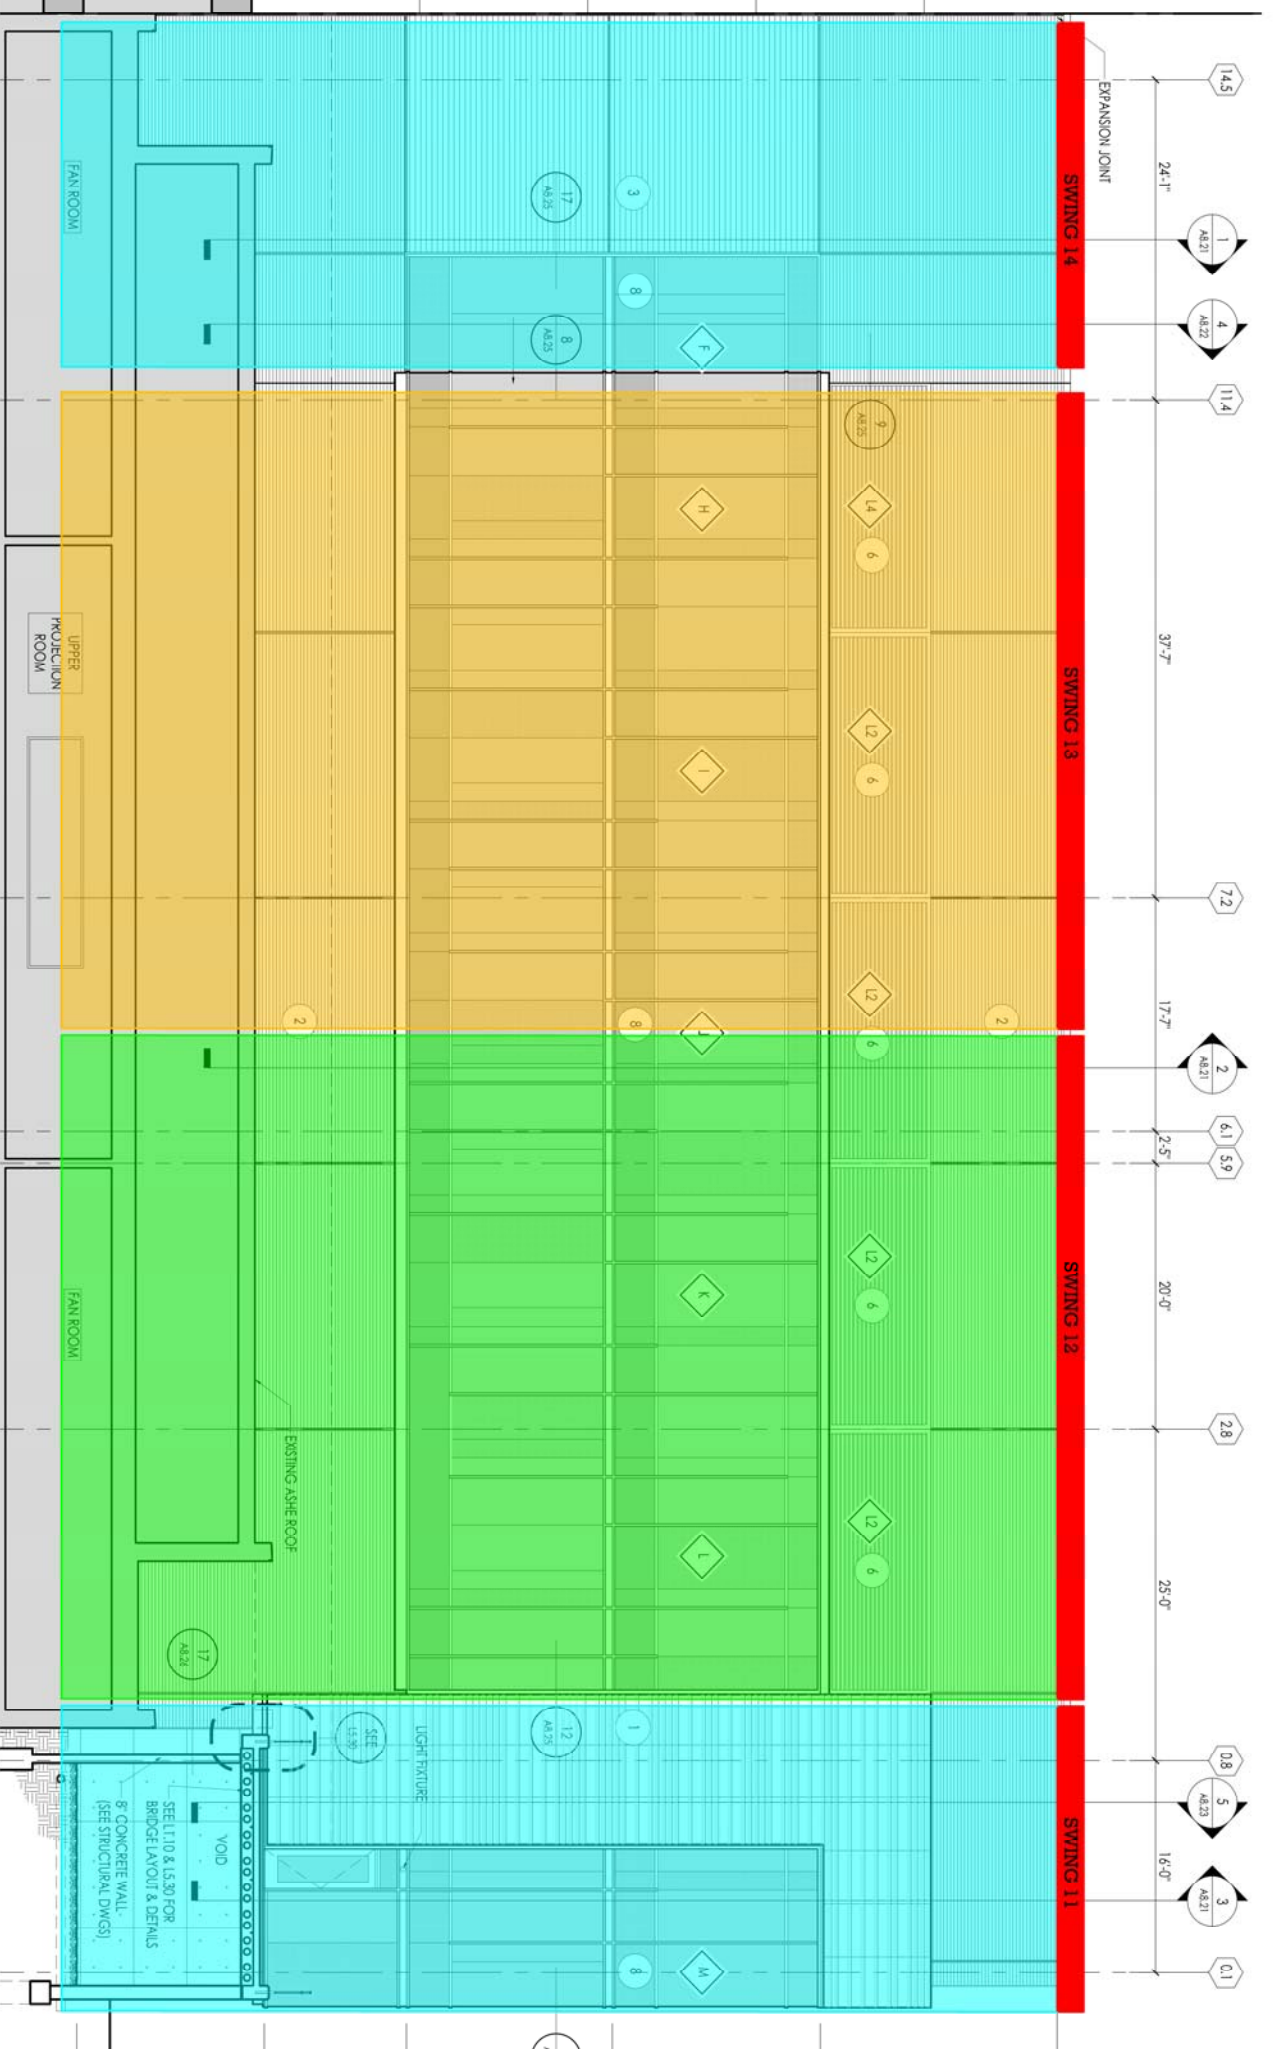 14.5
1
A8.21
4
A8.22
11.4
7.2
2
A8.21
6.1
5.9
2.8
0.8
5
A8.23
3
A8.21
0.1
24'-1"
37'-7"
17'-7"
2'-5"
20'-0"
25'-0"
16'-0"
EXPANSION JOINT
SWING 14
SWING 13
SWING 12
SWING 11
2
9
A8.25
L4
6
L2
6
L2
6
L2
6
L2
6
F
H
I
J
K
L
M
3
8
8
1
8
17
A8.25
8
A8.25
12
A8.25
LIGHT FIXTURE
SEE
L5.30
2
EXISTING ASHE ROOF
17
A8.26
VOID
SEE L1.10 & L5.30 FOR
BRIDGE LAYOUT & DETAILS
8" CONCRETE WALL
(SEE STRUCTURAL DWGS)
FAN ROOM
UPPER
PROJECTION
ROOM
FAN ROOM